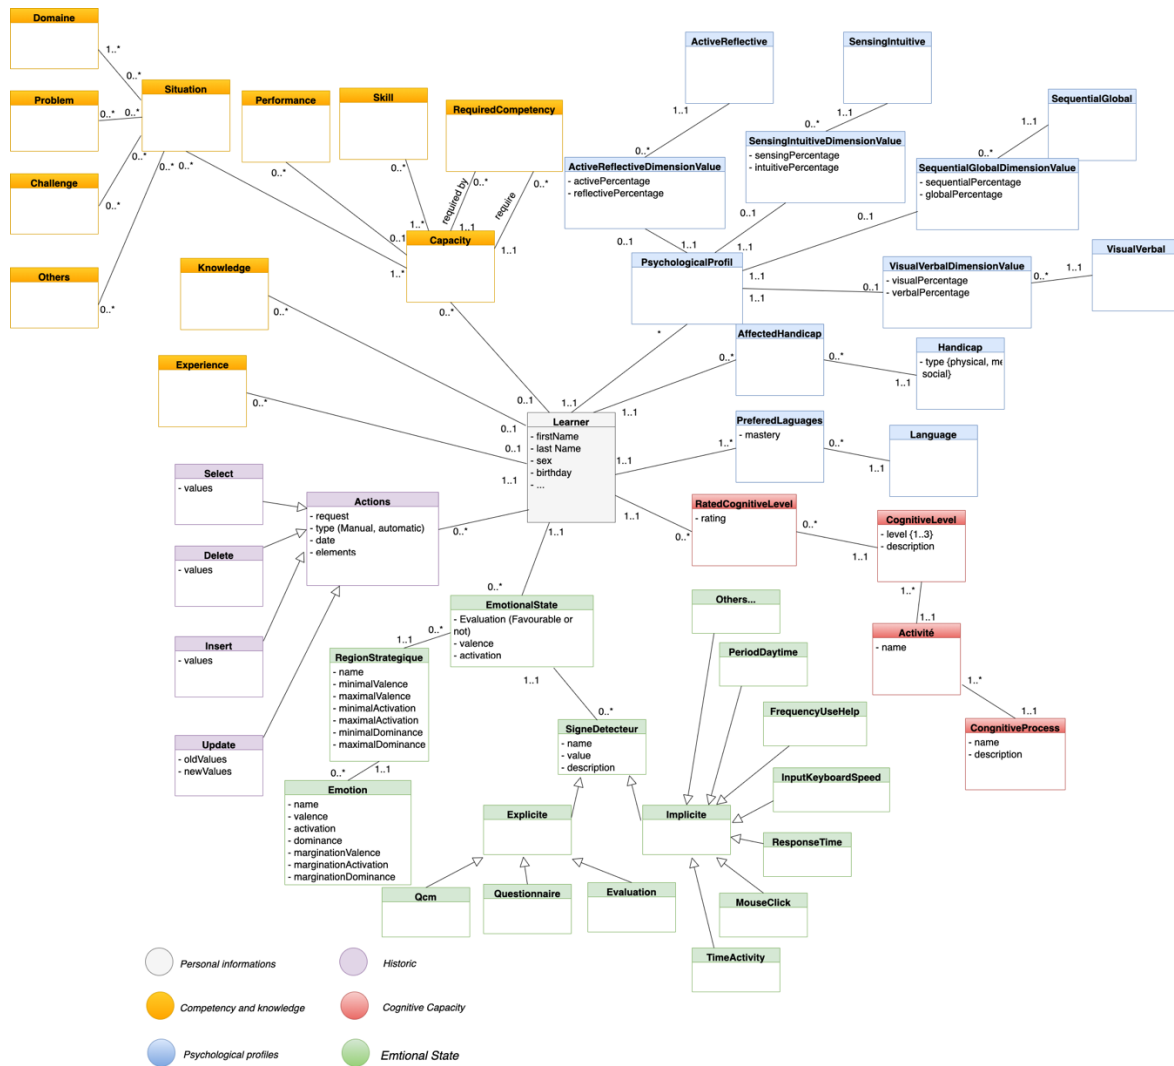 Domaine
1..*
0..*
Situation
Problem
0..*
0..*
Challenge
0..*
0..*
0..*
0..*
Others
0..*
Performance
0..*
Skill
0..*
RequiredCompetency
0..*
0..*
required by
require
1..*
1..1
0..1
1..1
Capacity
1..*
0..*
Knowledge
0..*
Experience
0..*
ActiveReflective
1..1
0..*
ActiveReflectiveDimensionValue
- activePercentage
- reflectivePercentage
0..1
1..1
SensingIntuitive
1..1
0..*
SensingIntuitiveDimensionValue
- sensingPercentage
- intuitivePercentage
0..1
1..1
SequentialGlobal
1..1
0..*
SequentialGlobalDimensionValue
- sequentialPercentage
- globalPercentage
0..1
1..1
PsychologicalProfil
*
VisualVerbalDimensionValue
- visualPercentage
- verbalPercentage
0..1
1..1
0..*
1..1
VisualVerbal
AffectedHandicap
0..*
0..*
Handicap
- type {physical, me
social}
1..1
PreferedLaguages
- mastery
1..*
0..*
Language
1..1
0..1
1..1
1..1
0..1
0..1
1..1
1..1
1..1
1..1
Learner
- firstName
- last Name
- sex
- birthday
- ...
Select
- values
Delete
- values
Insert
- values
Update
- oldValues
- newValues
Actions
- request
- type (Manual, automatic)
- date
- elements
0..*
RatedCognitiveLevel
- rating
0..*
0..*
CognitiveLevel
- level {1..3}
- description
1..1
1..*
1..1
Activité
- name
1..*
1..1
CongnitiveProcess
- name
- description
0..*
EmotionalState
- Evaluation (Favourable or
not)
- valence
- activation
0..*
1..1
1..1
RegionStrategique
- name
- minimalValence
- maximalValence
- minimalActivation
- maximalActivation
- minimalDominance
- maximalDominance
0..*
1..1
Emotion
- name
- valence
- activation
- dominance
- marginationValence
- marginationActivation
- marginationDominance
0..*
SigneDetecteur
- name
- value
- description
Explicite
Implicite
Qcm
Questionnaire
Evaluation
Others...
PeriodDaytime
FrequencyUseHelp
InputKeyboardSpeed
ResponseTime
MouseClick
TimeActivity
Personal informations
Historic
Competency and knowledge
Cognitive Capacity
Psychological profiles
Emtional State